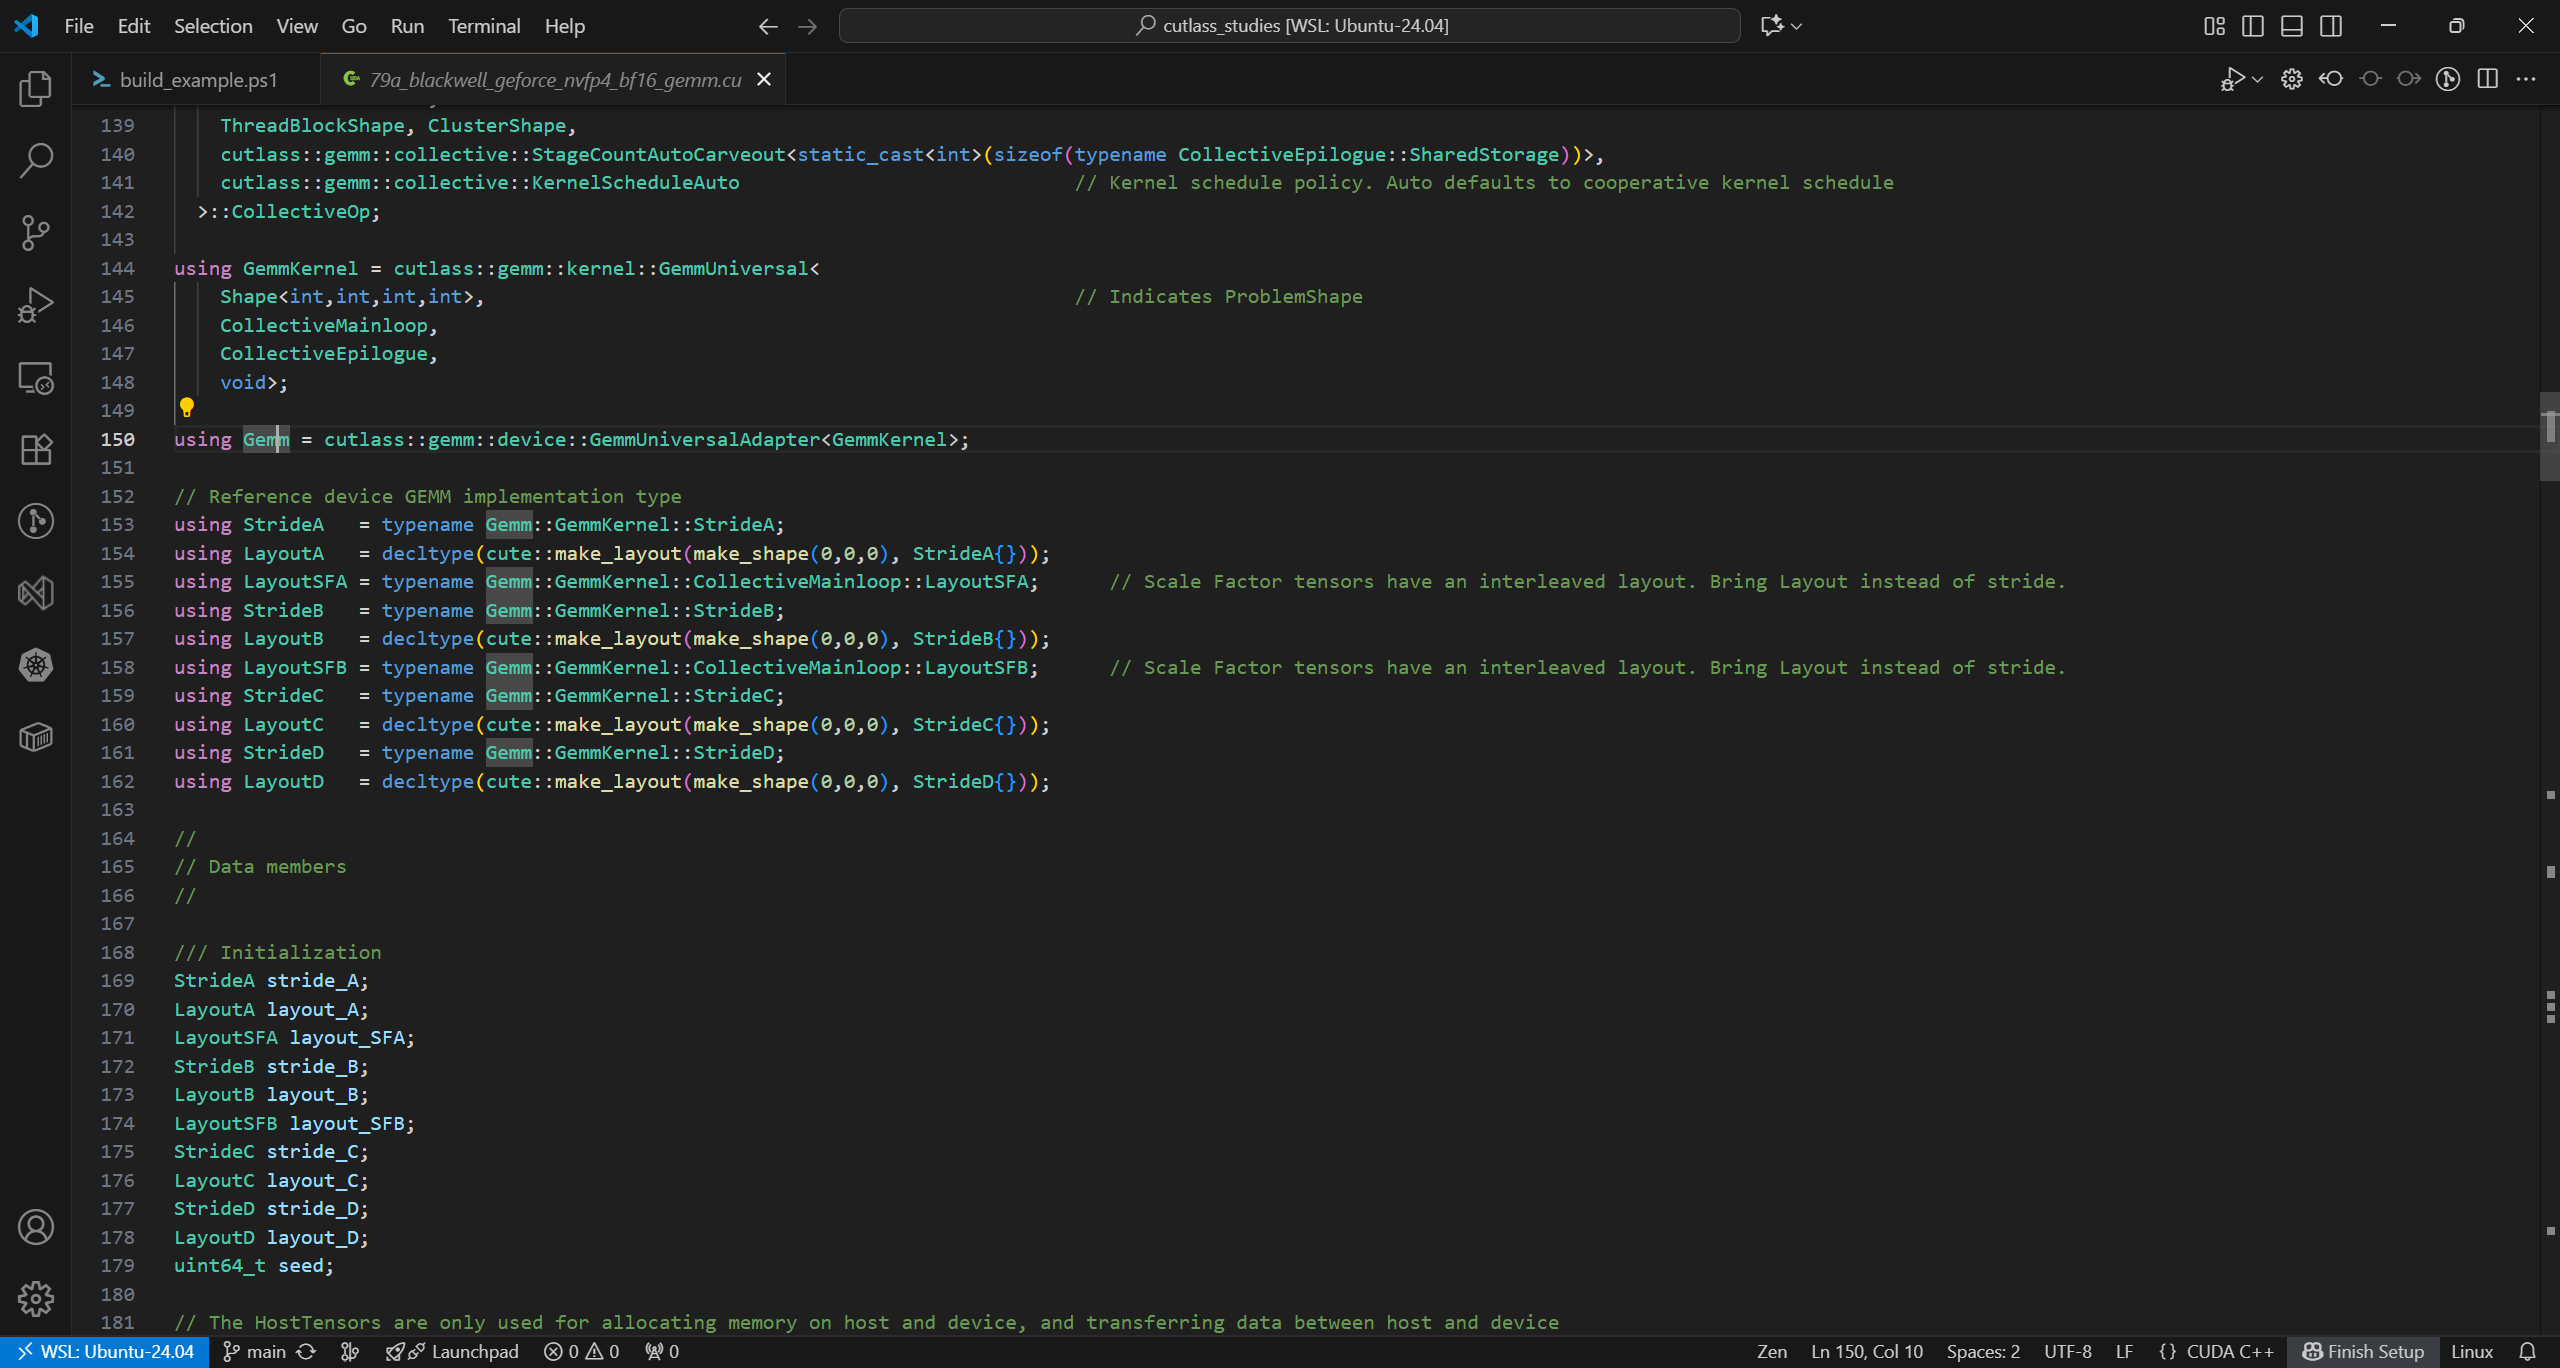 File Edit Selection View Go Run Terminal Help
cutlass_studies [WSL: Ubuntu-24.04]
build_example.ps1
79a_blackwell_geforce_nvfp4_bf16_gemm.cu
139 ThreadBlockShape, ClusterShape,
140 cutlass::gemm::collective::StageCountAutoCarveout<static_cast<int>(sizeof(typename CollectiveEpilogue::SharedStorage))>,
141 cutlass::gemm::collective::KernelScheduleAuto // Kernel schedule policy. Auto defaults to cooperative kernel schedule
142 >::CollectiveOp;
143
144 using GemmKernel = cutlass::gemm::kernel::GemmUniversal<
145 Shape<int,int,int,int>, // Indicates ProblemShape
146 CollectiveMainloop,
147 CollectiveEpilogue,
148 void>;
149
150 using Gemm = cutlass::gemm::device::GemmUniversalAdapter<GemmKernel>;
151
152 // Reference device GEMM implementation type
153 using StrideA = typename Gemm::GemmKernel::StrideA;
154 using LayoutA = decltype(cute::make_layout(make_shape(0,0,0), StrideA{}));
155 using LayoutSFA = typename Gemm::GemmKernel::CollectiveMainloop::LayoutSFA; // Scale Factor tensors have an interleaved layout. Bring Layout instead of stride.
156 using StrideB = typename Gemm::GemmKernel::StrideB;
157 using LayoutB = decltype(cute::make_layout(make_shape(0,0,0), StrideB{}));
158 using LayoutSFB = typename Gemm::GemmKernel::CollectiveMainloop::LayoutSFB; // Scale Factor tensors have an interleaved layout. Bring Layout instead of stride.
159 using StrideC = typename Gemm::GemmKernel::StrideC;
160 using LayoutC = decltype(cute::make_layout(make_shape(0,0,0), StrideC{}));
161 using StrideD = typename Gemm::GemmKernel::StrideD;
162 using LayoutD = decltype(cute::make_layout(make_shape(0,0,0), StrideD{}));
163
164 //
165 // Data members
166 //
167
168 /// Initialization
169 StrideA stride_A;
170 LayoutA layout_A;
171 LayoutSFA layout_SFA;
172 StrideB stride_B;
173 LayoutB layout_B;
174 LayoutSFB layout_SFB;
175 StrideC stride_C;
176 LayoutC layout_C;
177 StrideD stride_D;
178 LayoutD layout_D;
179 uint64_t seed;
180
181 // The HostTensors are only used for allocating memory on host and device, and transferring data between host and device
WSL: Ubuntu-24.04 main Launchpad 0 0 0 Zen Ln 150, Col 10 Spaces: 2 UTF-8 LF {} CUDA C++ Finish Setup Linux